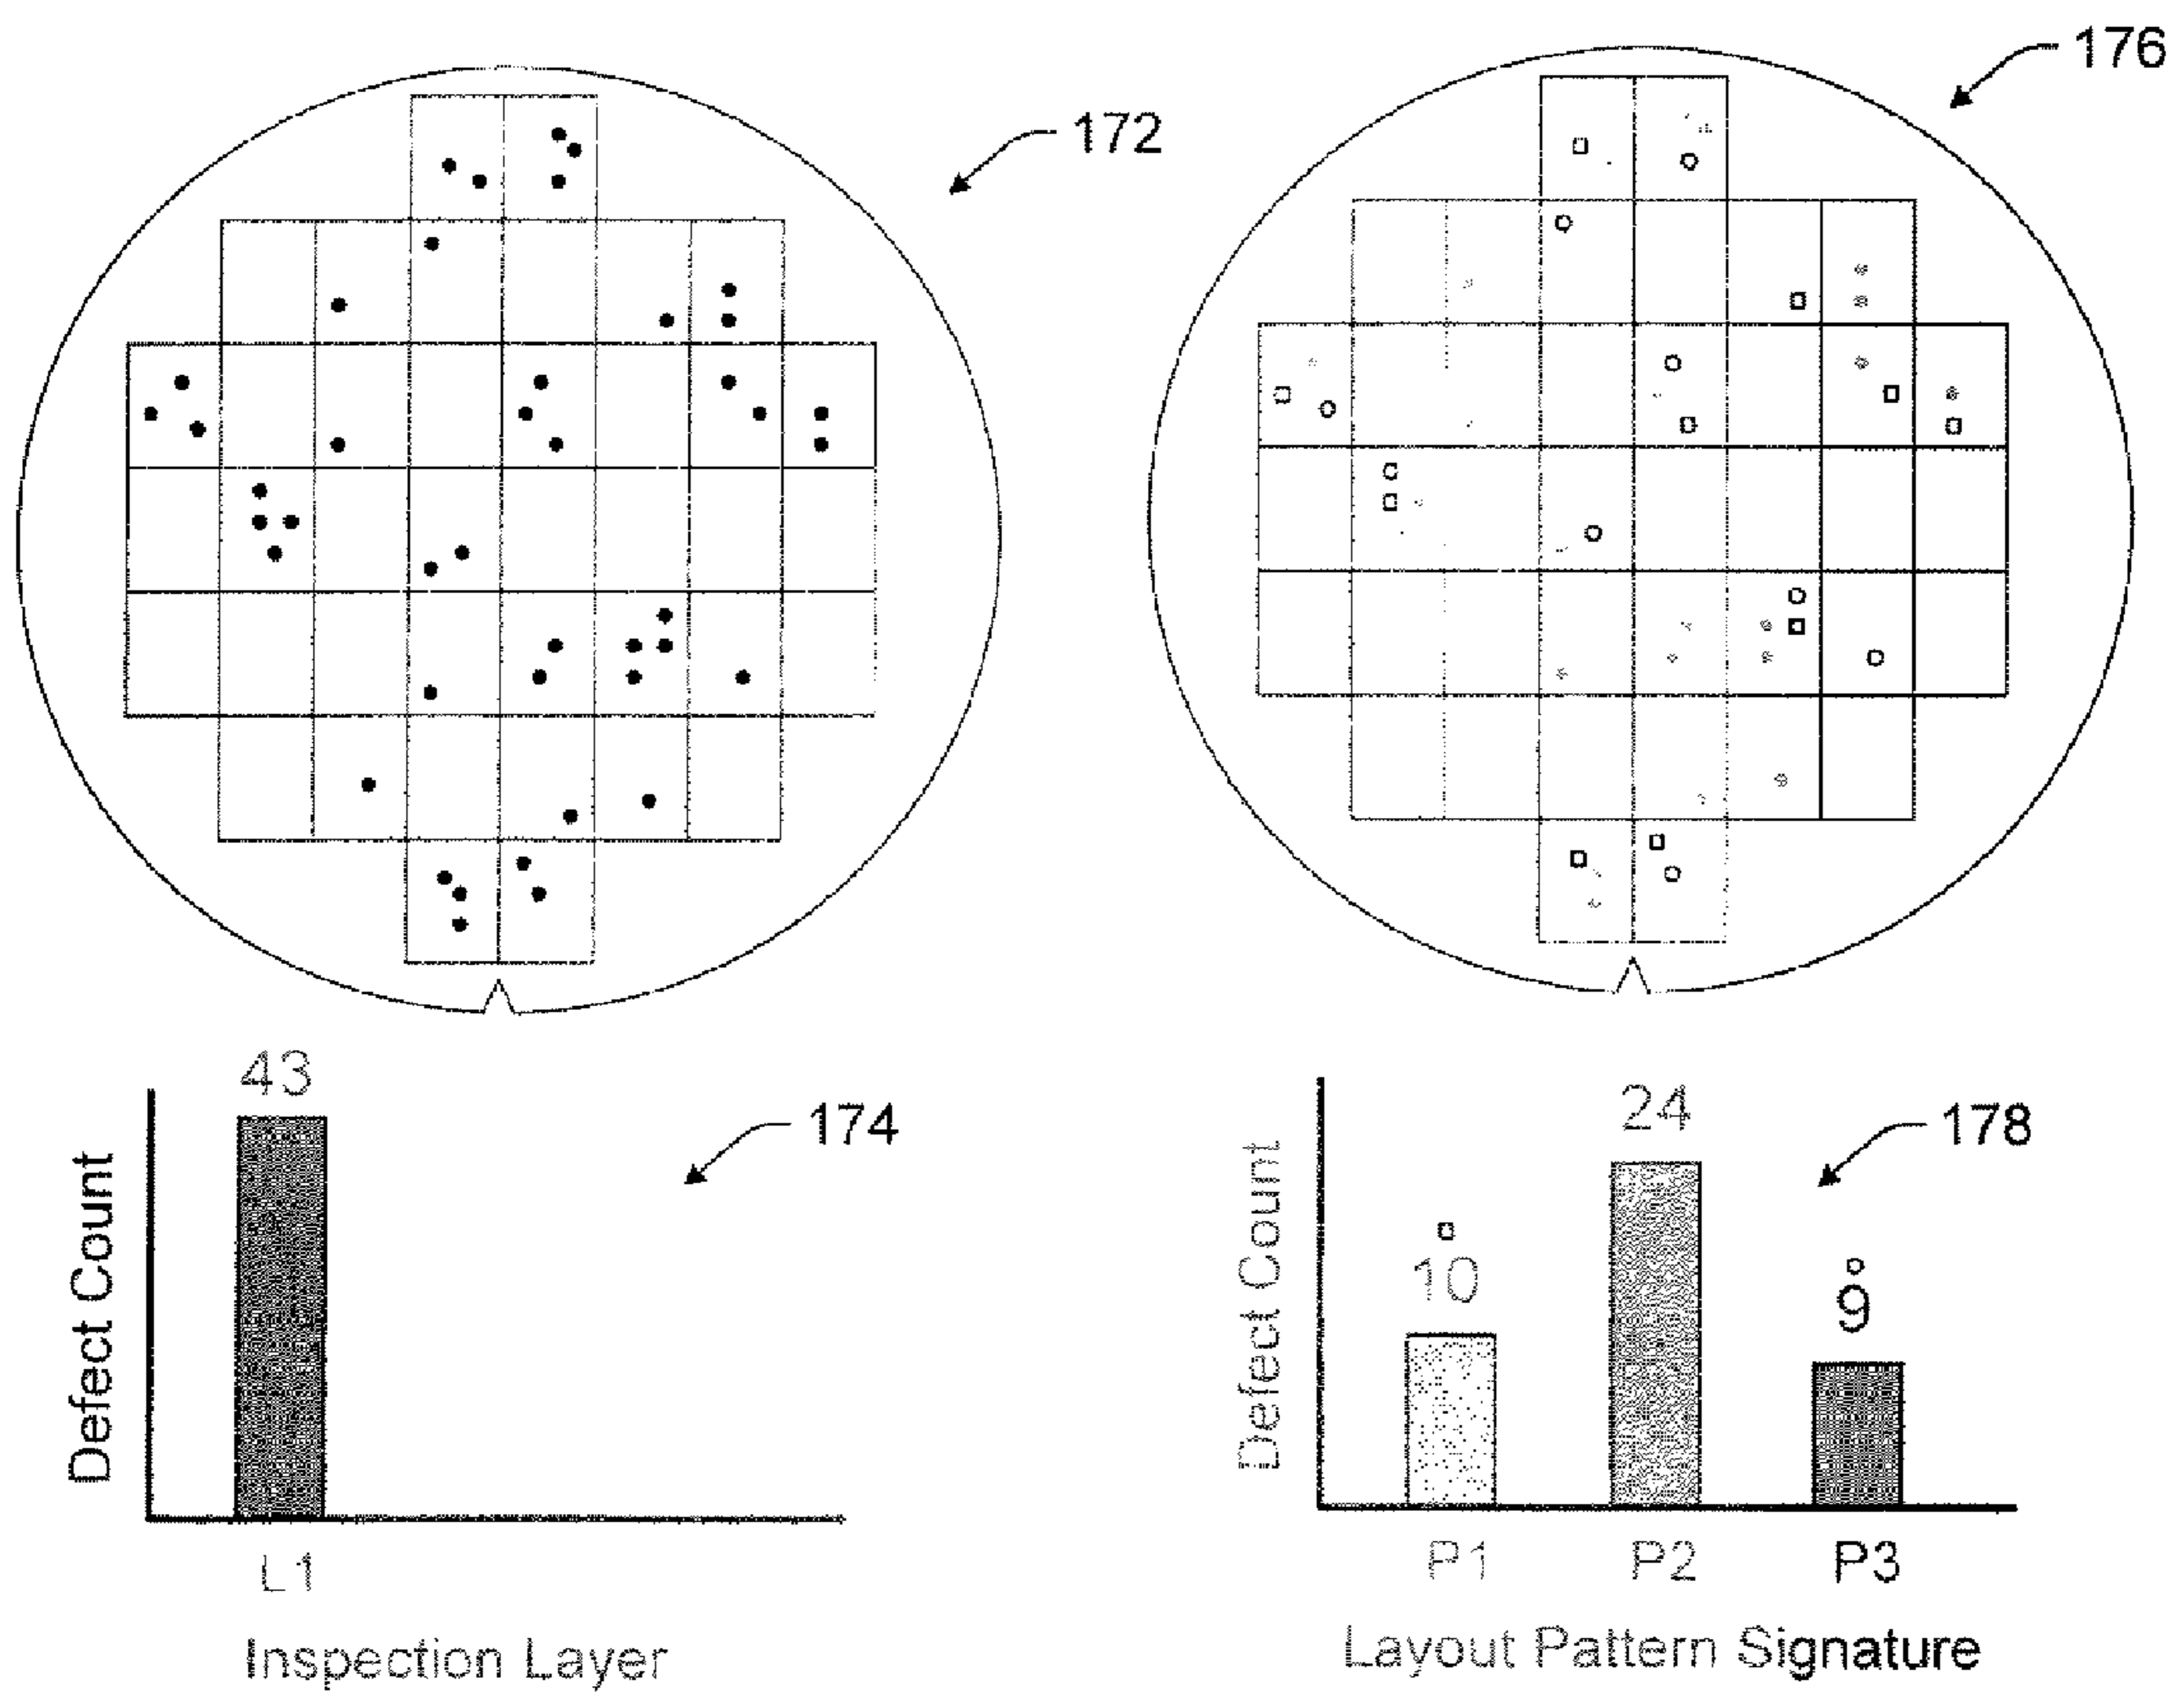 176
172
43
174
Defect Count
L1
Inspection Layer
24
178
10
9
Defect Count
P1 P2 P3
Layout Pattern Signature